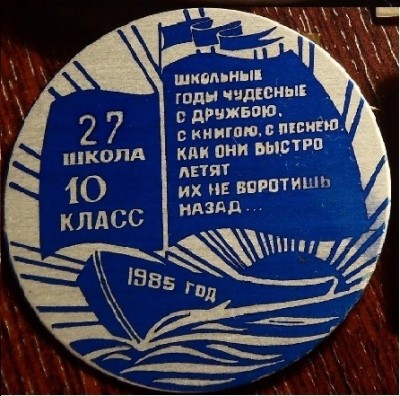 27
ШКОЛА
10
КЛАСС
ШКОЛЬНЫЕ
ГОДЫ ЧУДЕСНЫЕ
С ДРУЖБОЮ,
С КНИГОЮ, С ПЕСНЕЮ,
КАК ОНИ БЫСТРО
ЛЕТЯТ
ИХ НЕ ВОРОТИШЬ
НАЗАД...
1985 ГОД